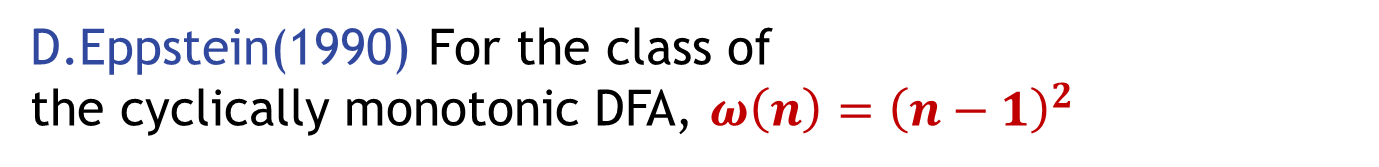 D.Eppstein(1990) For the class of
the cyclically monotonic DFA, ω(n) = (n − 1)²